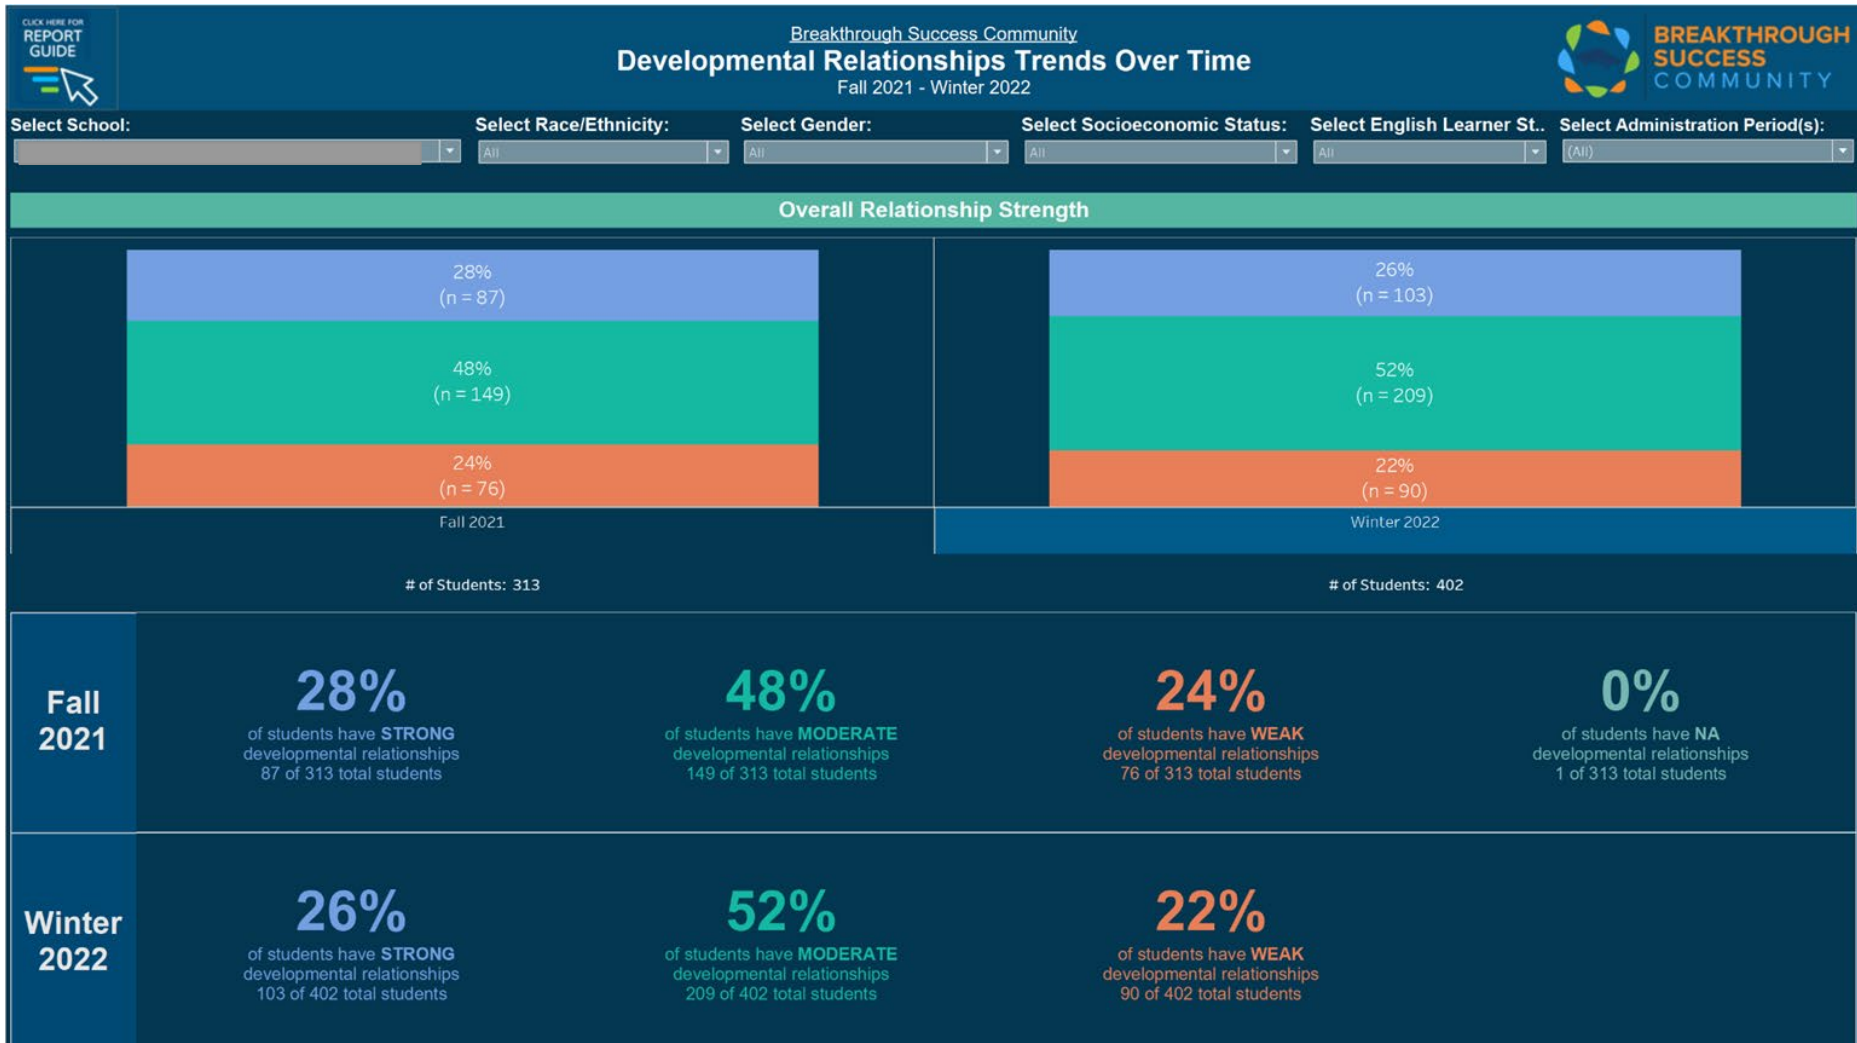 CLICK HERE FOR
REPORT
GUIDE
Breakthrough Success Community
Developmental Relationships Trends Over Time
Fall 2021 - Winter 2022
BREAKTHROUGH
SUCCESS
COMMUNITY
Select School:
Select Race/Ethnicity:
Select Gender:
Select Socioeconomic Status:
Select English Learner St..
Select Administration Period(s):
All
All
All
All
(All)
Overall Relationship Strength
28%
(n = 87)
48%
(n = 149)
24%
(n = 76)
Fall 2021
26%
(n = 103)
52%
(n = 209)
22%
(n = 90)
Winter 2022
# of Students: 313
# of Students: 402
Fall
2021
28%
of students have STRONG
developmental relationships
87 of 313 total students
48%
of students have MODERATE
developmental relationships
149 of 313 total students
24%
of students have WEAK
developmental relationships
76 of 313 total students
0%
of students have NA
developmental relationships
1 of 313 total students
Winter
2022
26%
of students have STRONG
developmental relationships
103 of 402 total students
52%
of students have MODERATE
developmental relationships
209 of 402 total students
22%
of students have WEAK
developmental relationships
90 of 402 total students